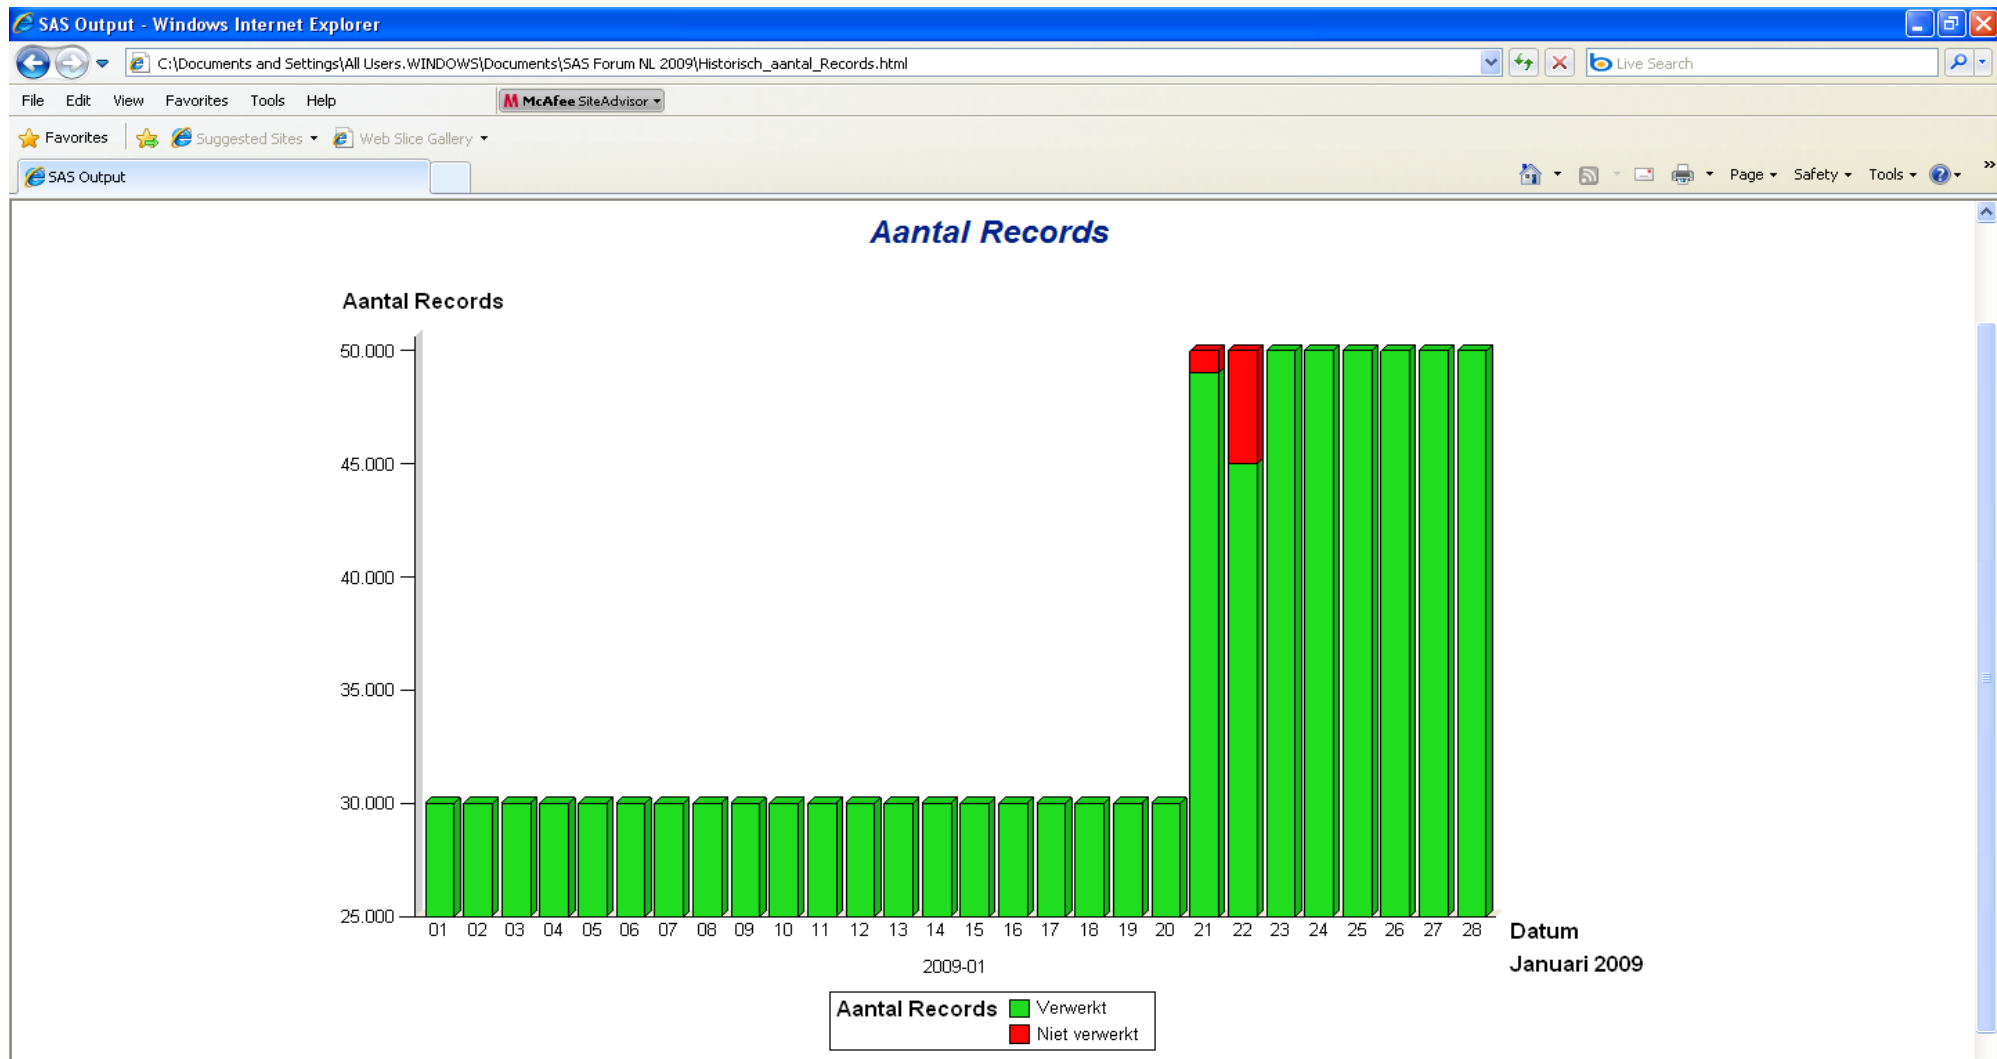 SAS Output - Windows Internet Explorer
C:\Documents and Settings\All Users.WINDOWS\Documents\SAS Forum NL 2009\Historisch_aantal_Records.html
Live Search
File Edit View Favorites Tools Help
McAfee SiteAdvisor
Favorites Suggested Sites Web Slice Gallery
SAS Output
Page Safety Tools
Aantal Records
Aantal Records
50.000
45.000
40.000
35.000
30.000
25.000
01 02 03 04 05 06 07 08 09 10 11 12 13 14 15 16 17 18 19 20 21 22 23 24 25 26 27 28
Datum
2009-01
Januari 2009
Aantal Records Verwerkt
Niet verwerkt